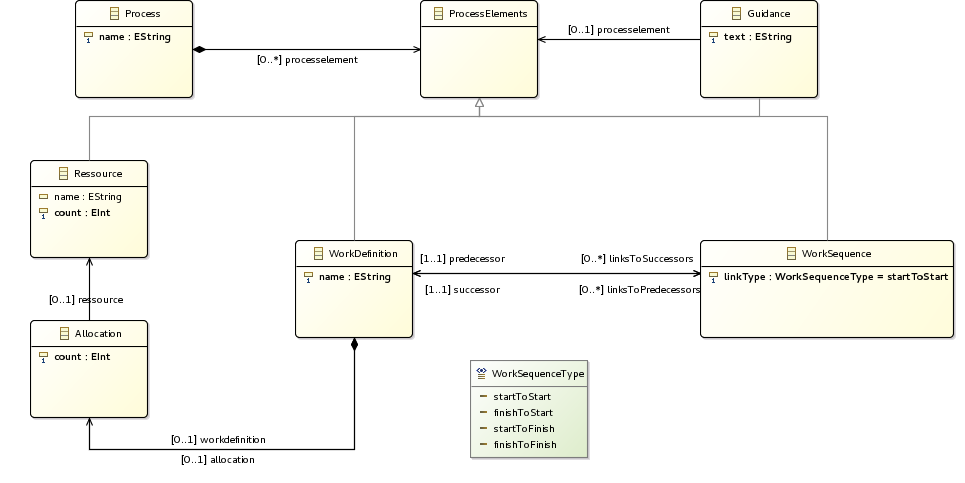 Process
name : EString
ProcessElements
Guidance
text : EString
[0..*] processelement
[0..1] processelement
Ressource
name : EString
count : EInt
WorkDefinition
name : EString
[1..1] predecessor
[0..*] linksToSuccessors
[1..1] successor
[0..*] linksToPredecessors
WorkSequence
linkType : WorkSequenceType = startToStart
[0..1] ressource
Allocation
count : EInt
[0..1] workdefinition
[0..1] allocation
WorkSequenceType
startToStart
finishToStart
startToFinish
finishToFinish